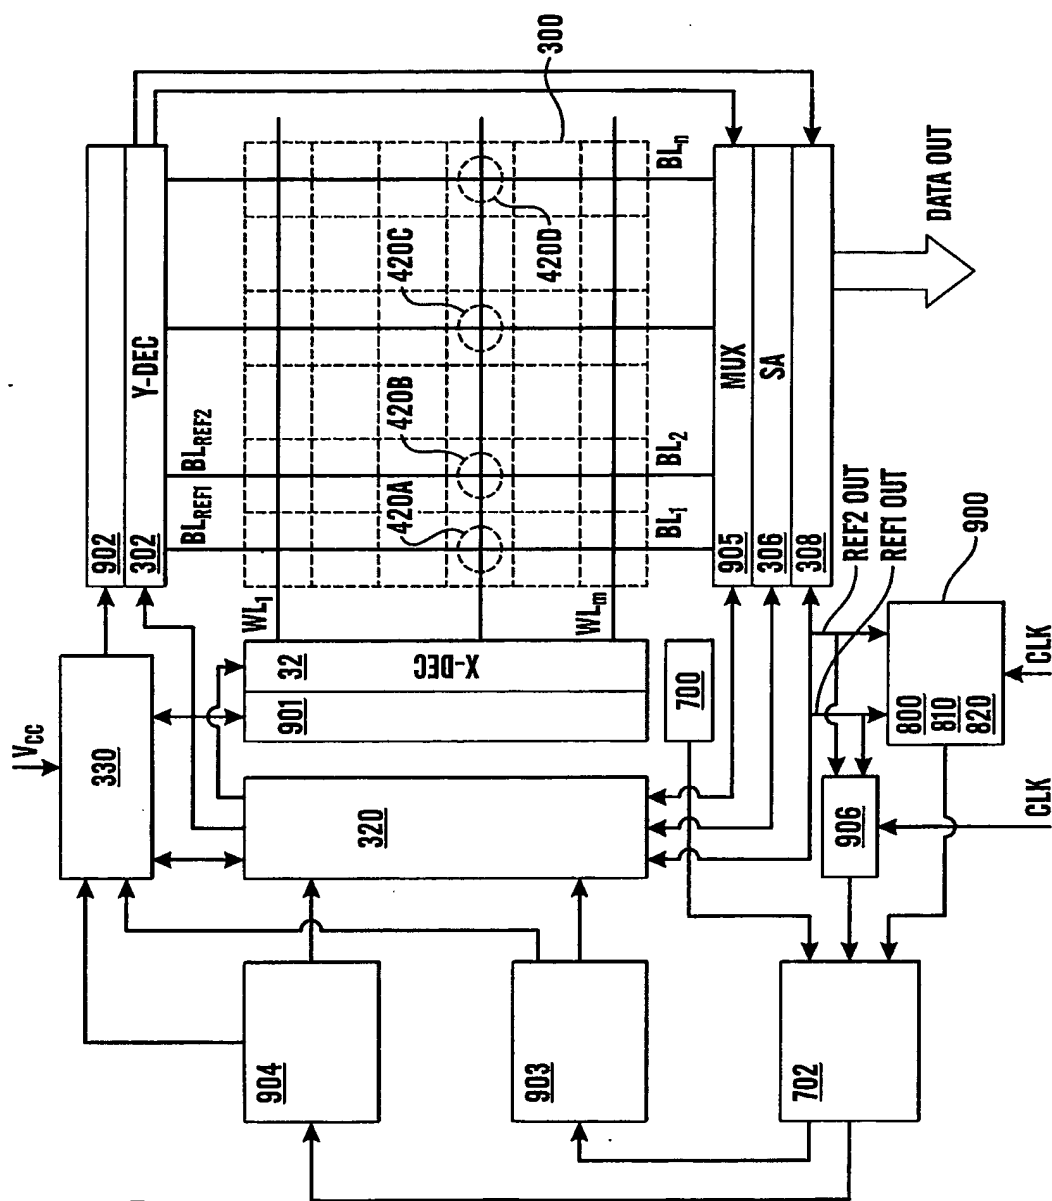 300
902
302
Y-DEC
BLREF1
BLREF2
420A
420B
420C
420D
BL1
BL2
BLn
WL1
WLm
905
MUX
306
SA
308
DATA OUT
REF2 OUT
REF1 OUT
VCC
330
32
X-DEC
901
700
320
900
800
810
820
CLK
906
CLK
904
903
702